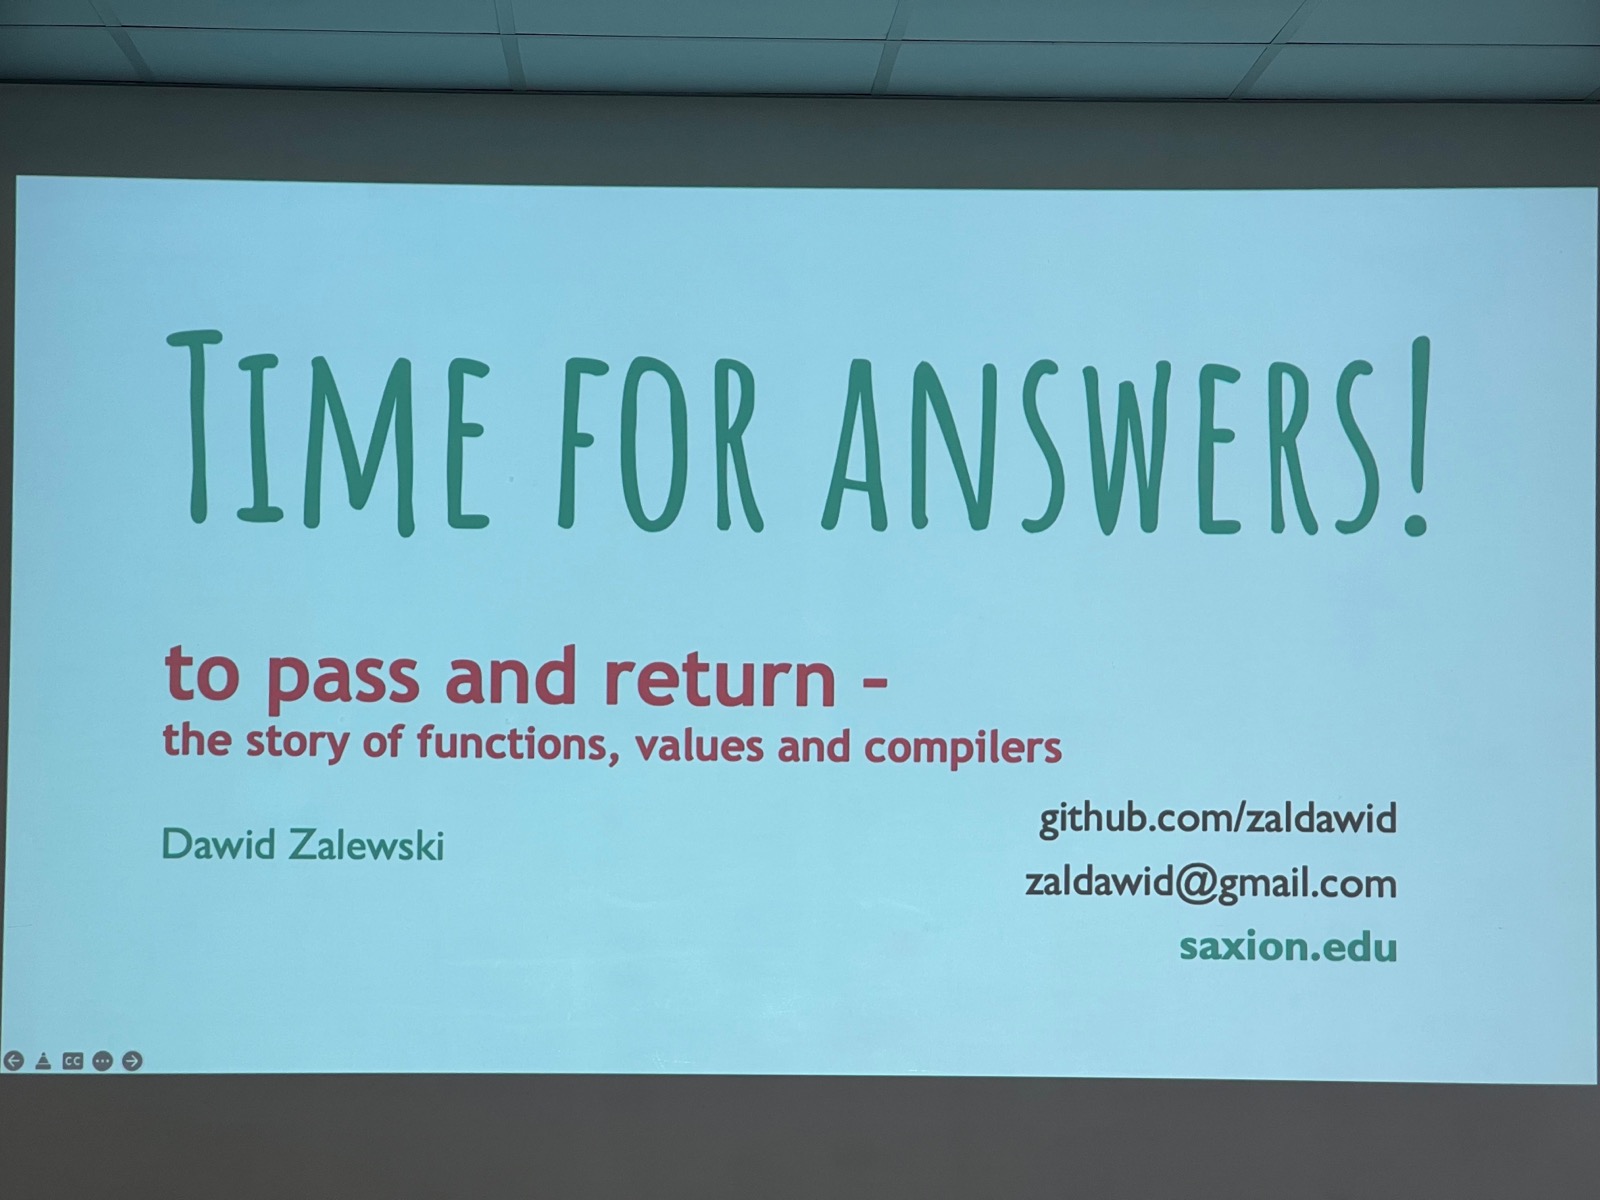 TIME FOR ANSWERS!
to pass and return -
the story of functions, values and compilers
Dawid Zalewski
github.com/zaldawid
zaldawid@gmail.com
saxion.edu
CC